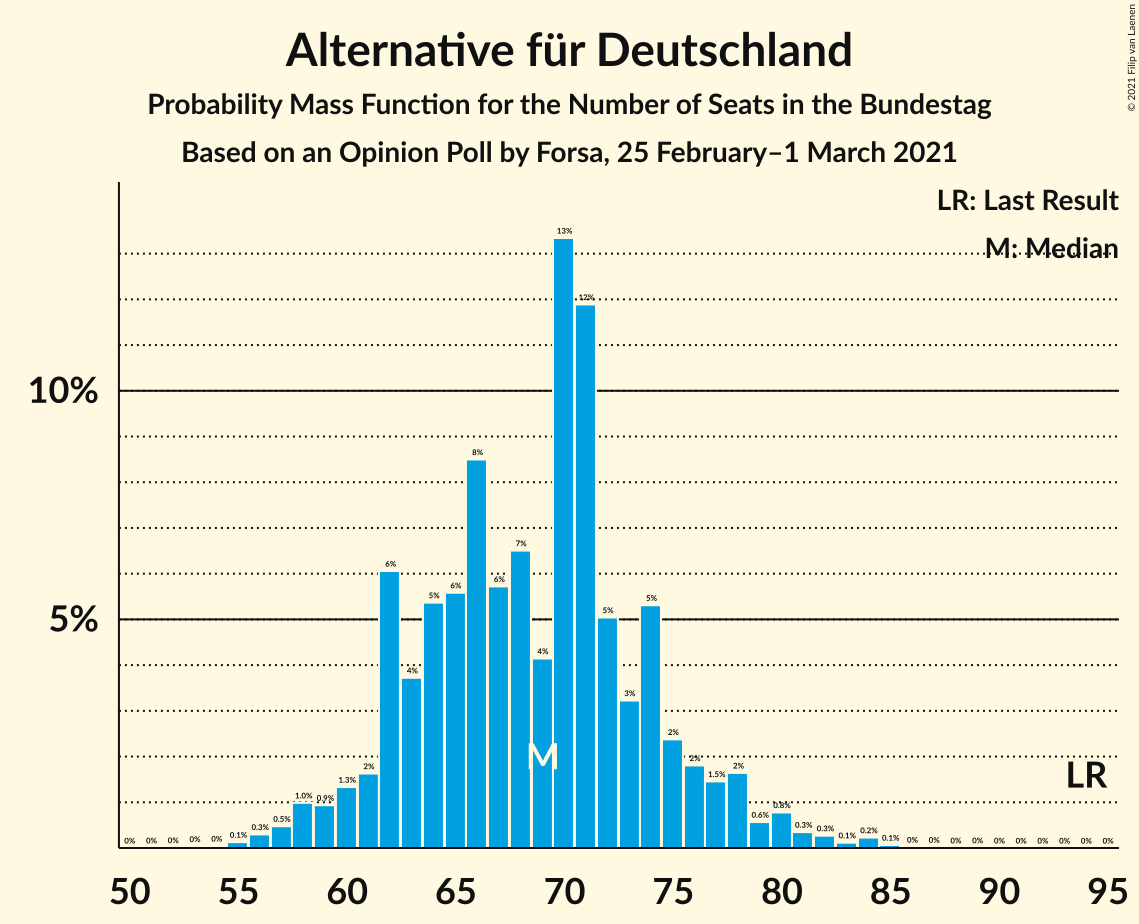 © 2021 Filip van Laenen
Alternative für Deutschland
Probability Mass Function for the Number of Seats in the Bundestag
Based on an Opinion Poll by Forsa, 25 February–1 March 2021
LR: Last Result
M: Median
10%
5%
0% 0% 0% 0% 0% 0.1% 0.3% 0.5% 1.0% 0.9% 1.3% 2% 6% 4% 5% 6% 8% 6% 7% 4% 13% 12% 5% 3% 5% 2% 2% 1.5% 2% 0.6% 0.8% 0.3% 0.3% 0.1% 0.2% 0.1% 0% 0% 0% 0% 0% 0% 0% 0% 0% 0%
M
LR
50 55 60 65 70 75 80 85 90 95